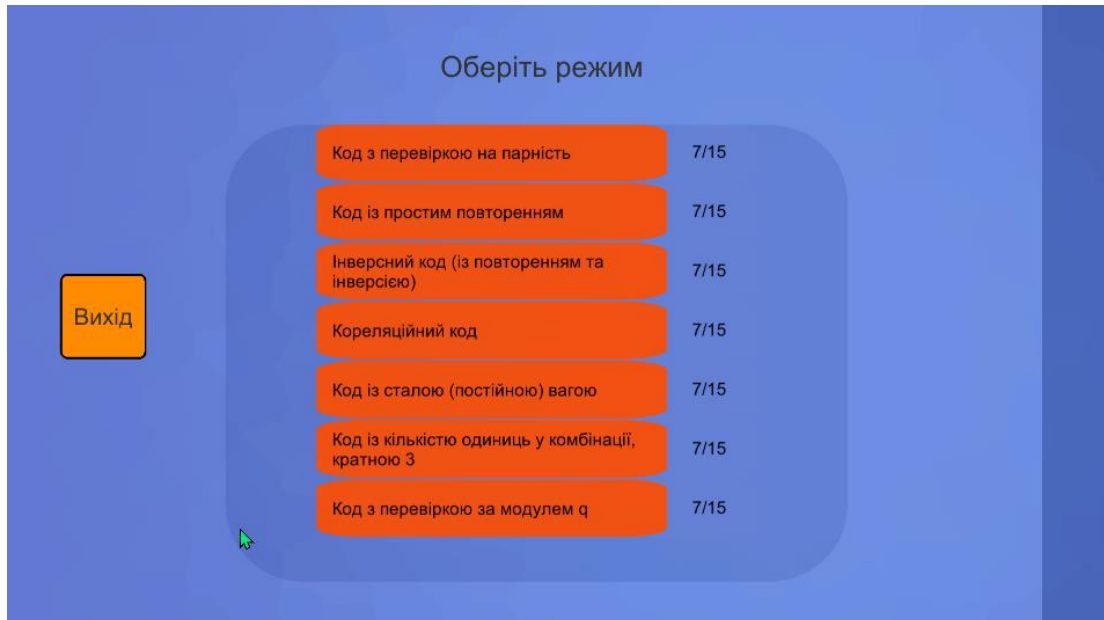 Оберіть режим
Код з перевіркою на парність 7/15
Код із простим повторенням 7/15
Інверсний код (із повторенням та
інверсією) 7/15
Вихід
Кореляційний код 7/15
Код із сталою (постійною) вагою 7/15
Код із кількістю одиниць у комбінації,
кратною 3 7/15
Код з перевіркою за модулем q 7/15